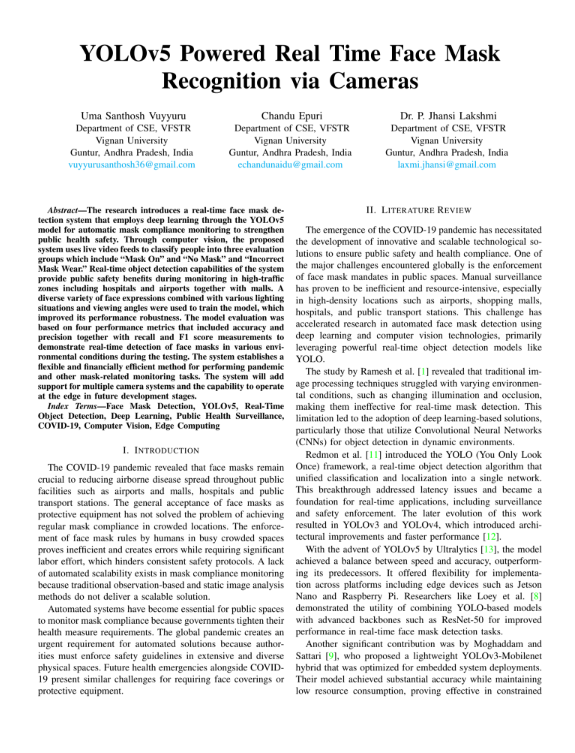 YOLOv5 Powered Real Time Face Mask
Recognition via Cameras
Uma Santhosh Vuyyuru
Department of CSE, VFSTR
Vignan University
Guntur, Andhra Pradesh, India
vuyyurusanthosh36@gmail.com
Chandu Epuri
Department of CSE, VFSTR
Vignan University
Guntur, Andhra Pradesh, India
echandunaidu@gmail.com
Dr. P. Jhansi Lakshmi
Department of CSE, VFSTR
Vignan University
Guntur, Andhra Pradesh, India
laxmi.jhansi@gmail.com
Abstract—The research introduces a real-time face mask de-
tection system that employs deep learning through the YOLOv5
model for automatic mask compliance monitoring to strengthen
public health safety. Through computer vision, the proposed
system uses live video feeds to classify people into three evaluation
groups which include “Mask On” and “No Mask” and “Incorrect
Mask Wear.” Real-time object detection capabilities of the system
provide public safety benefits during monitoring in high-traffic
zones including hospitals and airports together with malls. A
diverse variety of face expressions combined with various lighting
situations and viewing angles were used to train the model, which
improved its performance robustness. The model evaluation was
based on four performance metrics that included accuracy and
precision together with recall and F1 score measurements to
demonstrate real-time detection of face masks in various envi-
ronmental conditions during the testing. The system establishes a
flexible and financially efficient method for performing pandemic
and other mask-related monitoring tasks. The system will add
support for multiple camera systems and the capability to operate
at the edge in future development stages.
Index Terms—Face Mask Detection, YOLOv5, Real-Time
Object Detection, Deep Learning, Public Health Surveillance,
COVID-19, Computer Vision, Edge Computing
I. INTRODUCTION
The COVID-19 pandemic revealed that face masks remain
crucial to reducing airborne disease spread throughout public
facilities such as airports and malls, hospitals and public
transport stations. The general acceptance of face masks as
protective equipment has not solved the problem of achieving
regular mask compliance in crowded locations. The enforce-
ment of face mask rules by humans in busy crowded spaces
proves inefficient and creates errors while requiring significant
labor effort, which hinders consistent safety protocols. A lack
of automated scalability exists in mask compliance monitoring
because traditional observation-based and static image analysis
methods do not deliver a scalable solution.
Automated systems have become essential for public spaces
to monitor mask compliance because governments tighten their
health measure requirements. The global pandemic creates an
urgent requirement for automated solutions because author-
ities must enforce safety guidelines in extensive and diverse
physical spaces. Future health emergencies alongside COVID-
19 present similar challenges for requiring face coverings or
protective equipment.
II. LITERATURE REVIEW
The emergence of the COVID-19 pandemic has necessitated
the development of innovative and scalable technological so-
lutions to ensure public safety and health compliance. One of
the major challenges encountered globally is the enforcement
of face mask mandates in public spaces. Manual surveillance
has proven to be inefficient and resource-intensive, especially
in high-density locations such as airports, shopping malls,
hospitals, and public transport stations. This challenge has
accelerated research in automated face mask detection using
deep learning and computer vision technologies, primarily
leveraging powerful real-time object detection models like
YOLO.
The study by Ramesh et al. [1] revealed that traditional im-
age processing techniques struggled with varying environmen-
tal conditions, such as changing illumination and occlusion,
making them ineffective for real-time mask detection. This
limitation led to the adoption of deep learning-based solutions,
particularly those that utilize Convolutional Neural Networks
(CNNs) for object detection in dynamic environments.
Redmon et al. [11] introduced the YOLO (You Only Look
Once) framework, a real-time object detection algorithm that
unified classification and localization into a single network.
This breakthrough addressed latency issues and became a
foundation for real-time applications, including surveillance
and safety enforcement. The later evolution of this work
resulted in YOLOv3 and YOLOv4, which introduced archi-
tectural improvements and faster performance [12].
With the advent of YOLOv5 by Ultralytics [13], the model
achieved a balance between speed and accuracy, outperform-
ing its predecessors. It offered flexibility for implementa-
tion across platforms including edge devices such as Jetson
Nano and Raspberry Pi. Researchers like Loey et al. [8]
demonstrated the utility of combining YOLO-based models
with advanced backbones such as ResNet-50 for improved
performance in real-time face mask detection tasks.
Another significant contribution was by Moghaddam and
Sattari [9], who proposed a lightweight YOLOv3-Mobilenet
hybrid that was optimized for embedded system deployments.
Their model achieved substantial accuracy while maintaining
low resource consumption, proving effective in constrained